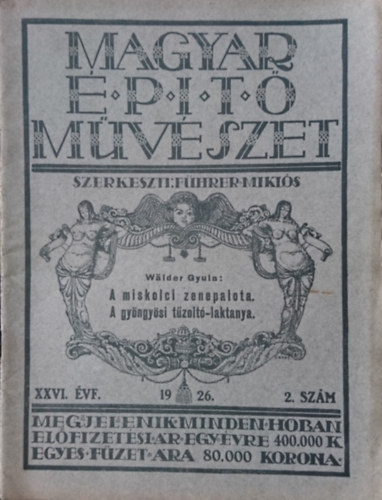 MAGYAR
É·P·I·T·Ő
MŰVÉSZET
SZERKESZTI: FÜHRER MIKLÓS
Wälder Gyula:
A miskolci zenepalota.
A gyöngyösi tűzoltó-laktanya.
XXVI. ÉVF. 1926. 2. SZÁM
MEGJELENIK MINDEN HÓBAN
ELŐFIZETÉSI ÁR EGY ÉVRE 400.000 K
EGYES FÜZET ÁRA 80.000 KORONA